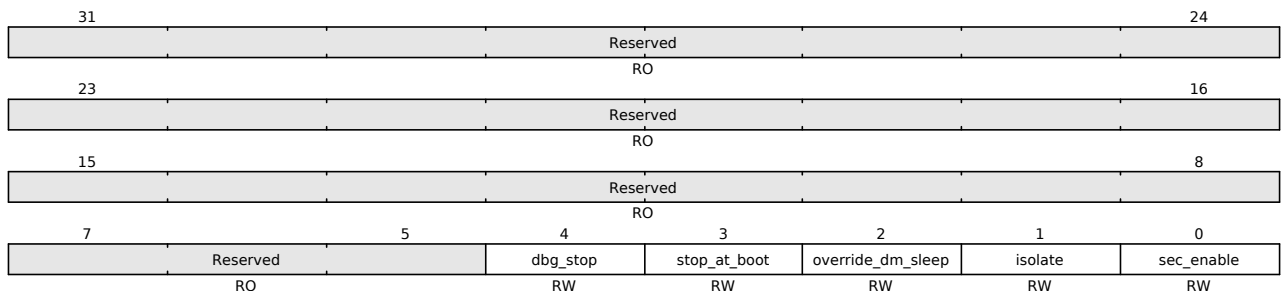 31 24
Reserved
RO
23 16
Reserved
RO
15 8
Reserved
RO
7 5 4 3 2 1 0
Reserved dbg_stop stop_at_boot override_dm_sleep isolate sec_enable
RO RW RW RW RW RW